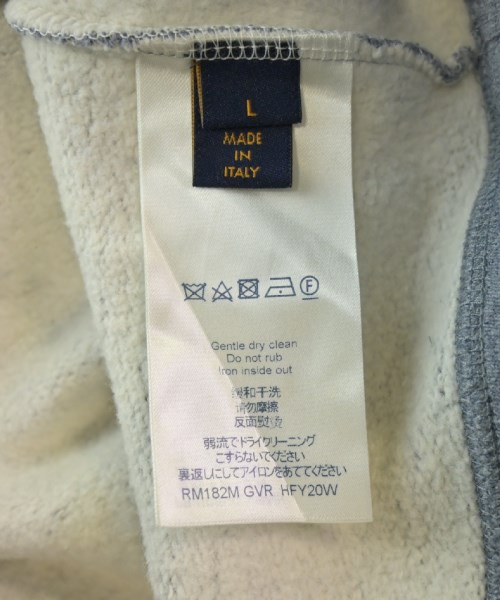 L
MADE
IN
ITALY
F
Gentle dry clean
Do not rub
Iron inside out
柔和干洗
请勿摩擦
反面熨烫
弱流でドライクリーニング
こすらないでください
裏返しにしてアイロンをあててください
RM182M GVR HFY20W